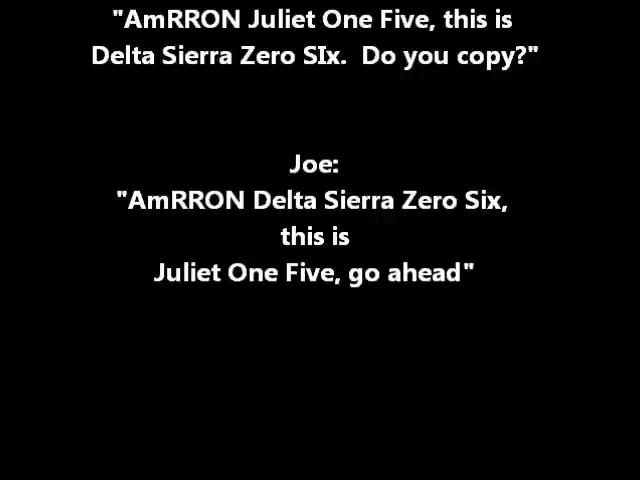 "AmRRON Juliet One Five, this is
Delta Sierra Zero SIx.  Do you copy?"
Joe:
"AmRRON Delta Sierra Zero Six,
this is
Juliet One Five, go ahead"